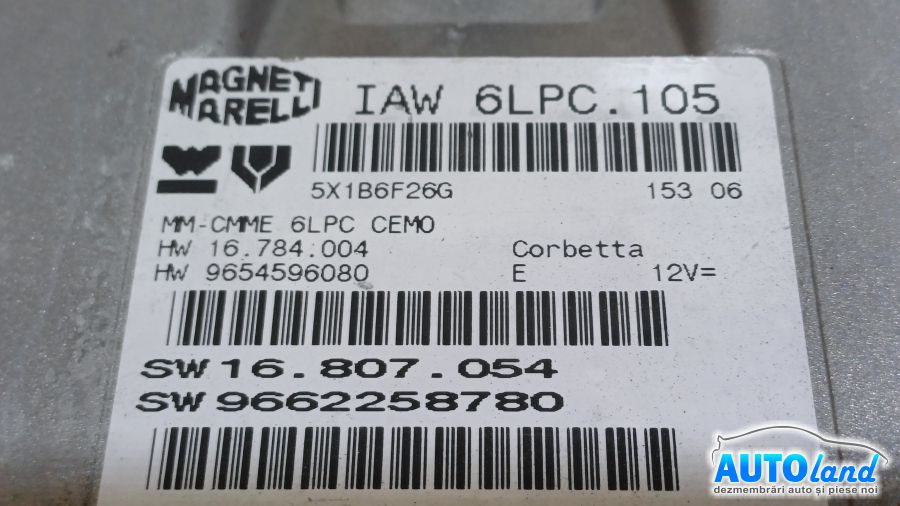 MAGNETI
MARELLI
IAW 6LPC.105
5X1B6F26G 153 06
MM-CMME 6LPC CEMO
HW 16.784.004 Corbetta
HW 9654596080 E 12V=
SW 16.807.054
SW 9662258780
AUTOland
dezmembrări auto și piese noi